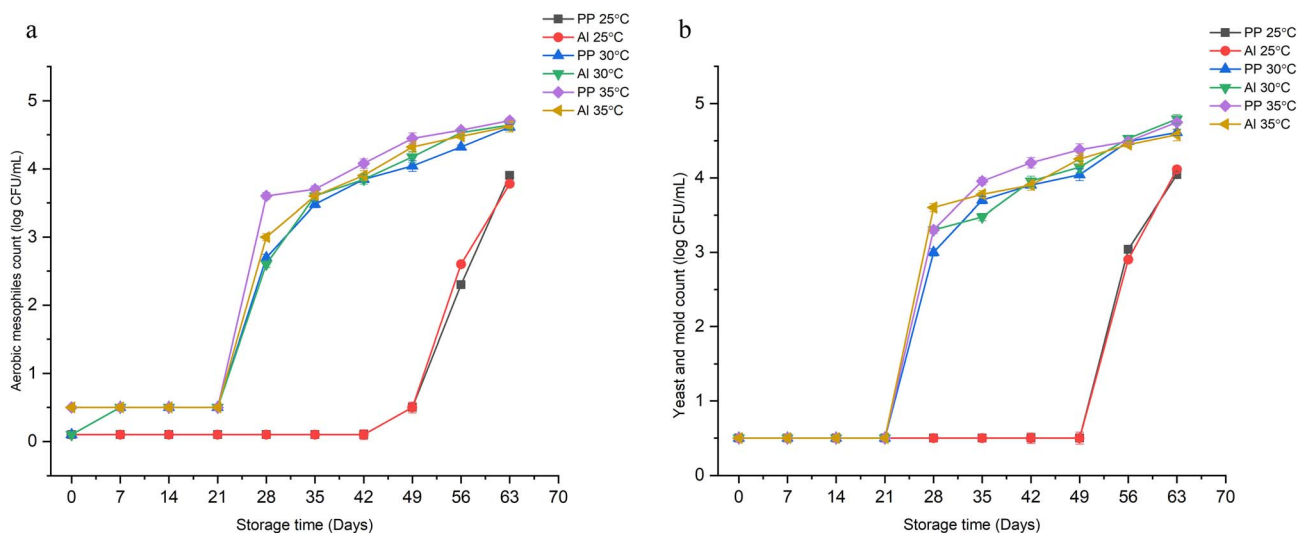 a
PP 25°C
Al 25°C
PP 30°C
Al 30°C
PP 35°C
Al 35°C
Aerobic mesophiles count (log CFU/mL)
5
4
3
2
1
0
0 7 14 21 28 35 42 49 56 63 70
Storage time (Days)
b
PP 25°C
Al 25°C
PP 30°C
Al 30°C
PP 35°C
Al 35°C
Yeast and mold count (log CFU/mL)
5
4
3
2
1
0
0 7 14 21 28 35 42 49 56 63 70
Storage time (Days)